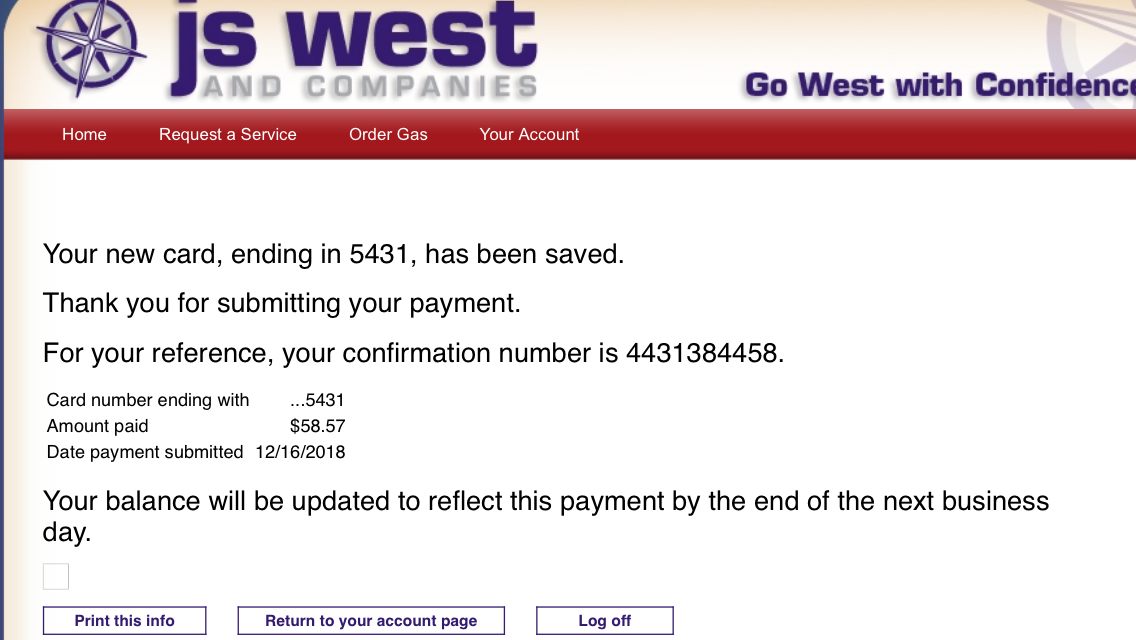 js west
AND COMPANIES
Go West with Confidence
Home Request a Service Order Gas Your Account
Your new card, ending in 5431, has been saved.
Thank you for submitting your payment.
For your reference, your confirmation number is 4431384458.
Card number ending with ...5431
Amount paid $58.57
Date payment submitted 12/16/2018
Your balance will be updated to reflect this payment by the end of the next business
day.
Print this info Return to your account page Log off